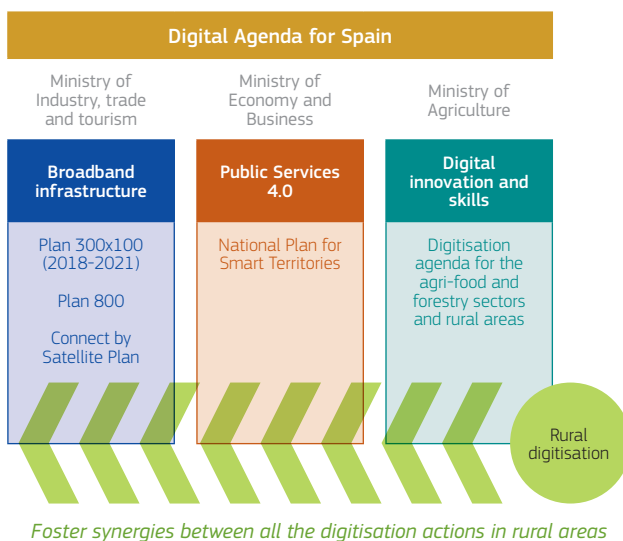 Digital Agenda for Spain
Ministry of
Industry, trade
and tourism
Ministry of
Economy and
Business
Ministry of
Agriculture
Broadband
infrastructure
Public Services
4.0
Digital
innovation and
skills
Plan 300x100
(2018-2021)
Plan 800
Connect by
Satellite Plan
National Plan for
Smart Territories
Digitisation
agenda for the
agri-food and
forestry sectors
and rural areas
Rural
digitisation
Foster synergies between all the digitisation actions in rural areas